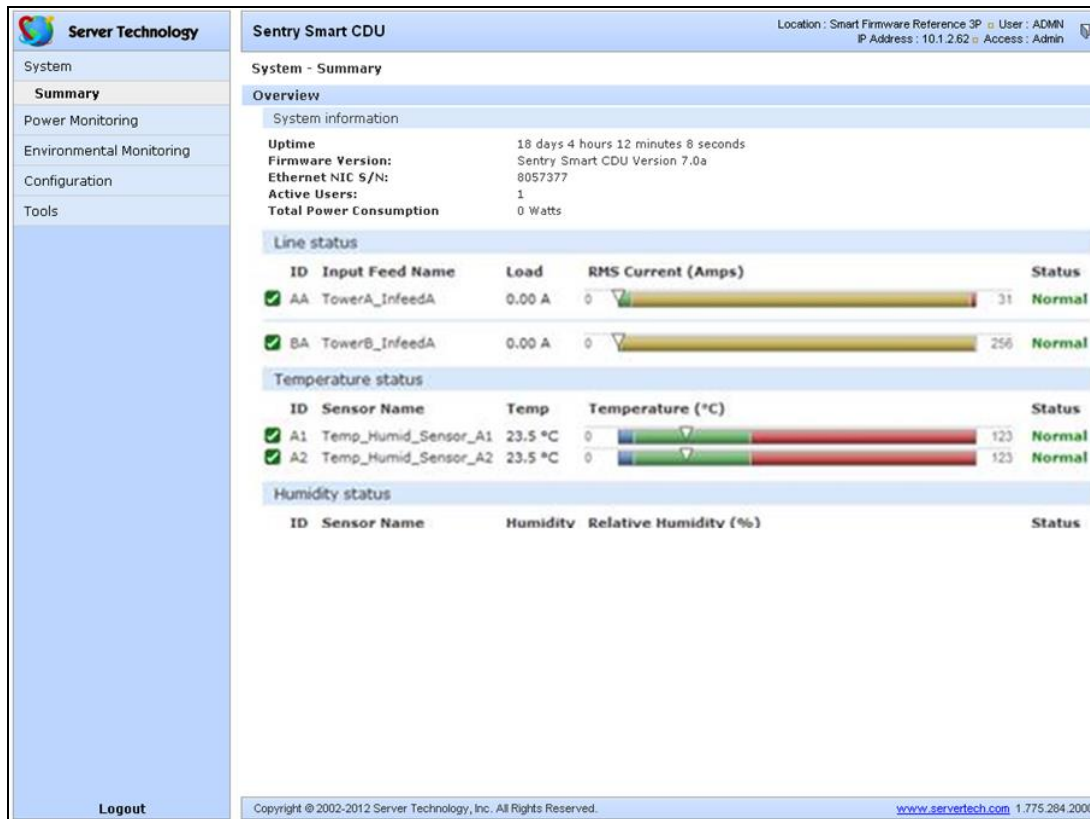 Server Technology
Sentry Smart CDU
Location : Smart Firmware Reference 3P User : ADMN
IP Address : 10.1.2.62 Access : Admin
System
Summary
Power Monitoring
Environmental Monitoring
Configuration
Tools
Logout
System - Summary
Overview
System information
Uptime 18 days 4 hours 12 minutes 8 seconds
Firmware Version: Sentry Smart CDU Version 7.0a
Ethernet NIC S/N: 8057377
Active Users: 1
Total Power Consumption 0 Watts
Line status
ID Input Feed Name Load RMS Current (Amps) Status
AA TowerA_InfeedA 0.00 A 0 31 Normal
BA TowerB_InfeedA 0.00 A 0 256 Normal
Temperature status
ID Sensor Name Temp Temperature (°C) Status
A1 Temp_Humid_Sensor_A1 23.5 °C 0 123 Normal
A2 Temp_Humid_Sensor_A2 23.5 °C 0 123 Normal
Humidity status
ID Sensor Name Humidity Relative Humidity (%) Status
Copyright © 2002-2012 Server Technology, Inc. All Rights Reserved.
www.servertech.com 1.775.284.2000